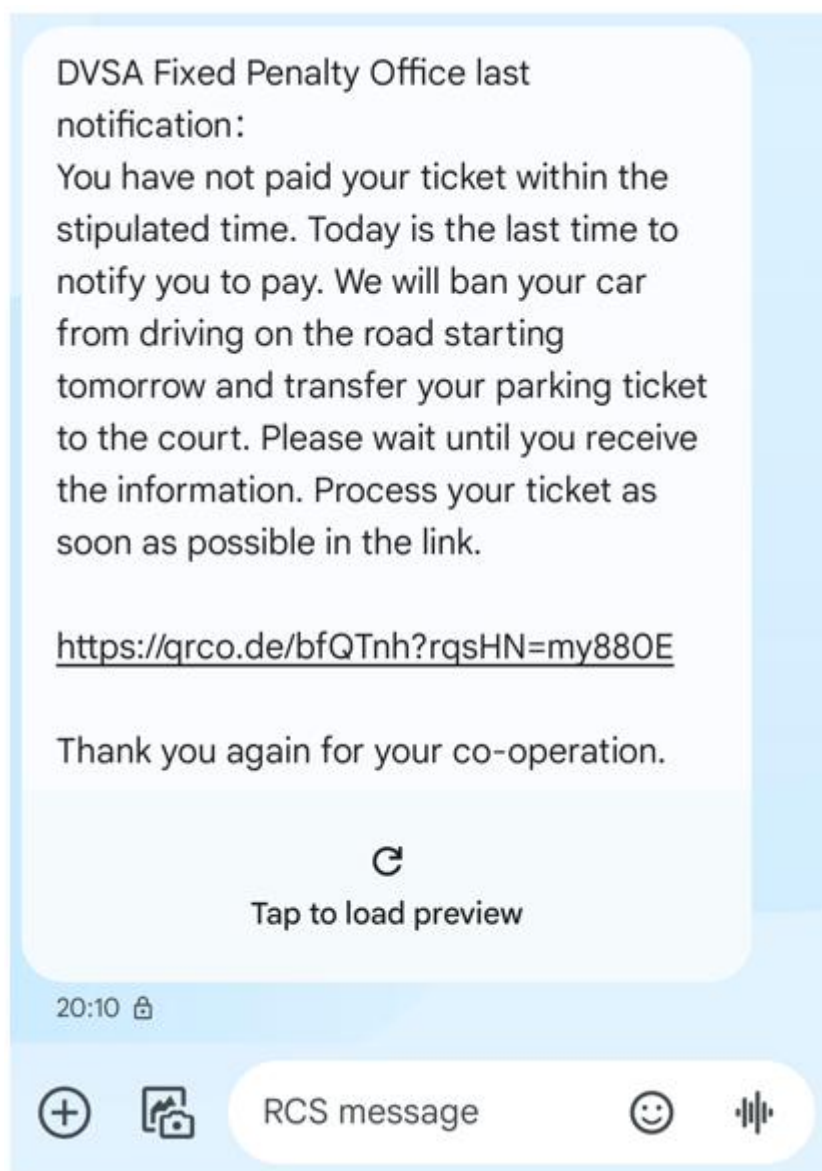 DVSA Fixed Penalty Office last
notification:
You have not paid your ticket within the
stipulated time. Today is the last time to
notify you to pay. We will ban your car
from driving on the road starting
tomorrow and transfer your parking ticket
to the court. Please wait until you receive
the information. Process your ticket as
soon as possible in the link.
https://qrco.de/bfQTnh?rqsHN=my880E
Thank you again for your co-operation.
Tap to load preview
20:10
RCS message